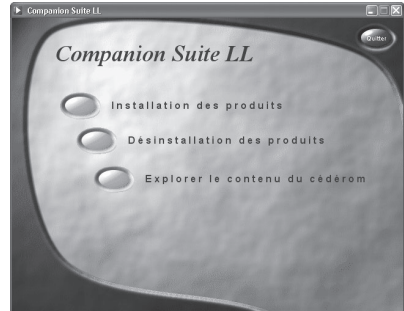 Companion Suite LL
Quitter
Companion Suite LL
Installation des produits
Désinstallation des produits
Explorer le contenu du cédérom